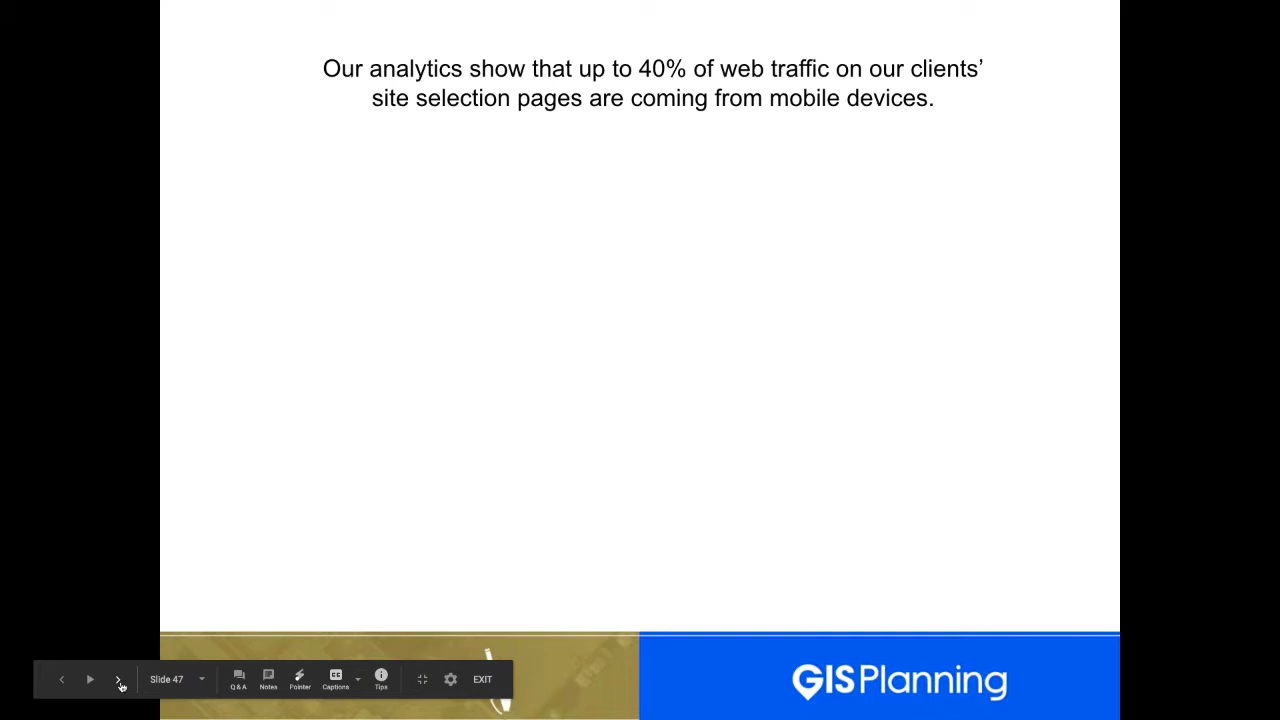 Our analytics show that up to 40% of web traffic on our clients’
site selection pages are coming from mobile devices.
Slide 47
Q & A
Notes
Pointer
CC
Captions
Tips
EXIT
GIS Planning